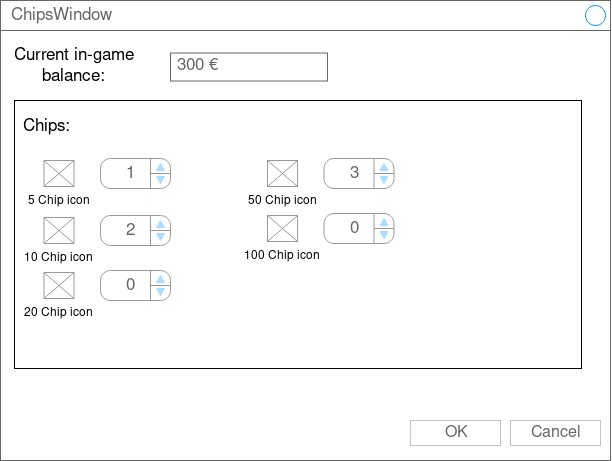 ChipsWindow
Current in-game
balance:
300 €
Chips:
1
5 Chip icon
3
50 Chip icon
2
10 Chip icon
0
100 Chip icon
0
20 Chip icon
OK
Cancel